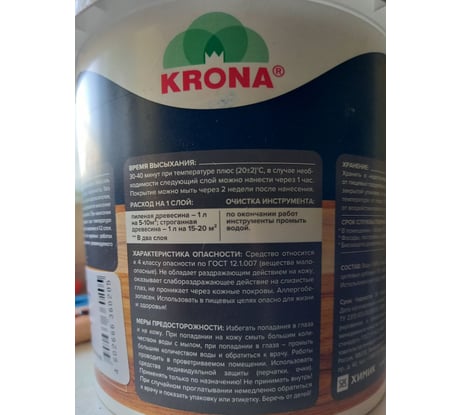 KRONA®
ВРЕМЯ ВЫСЫХАНИЯ:
30-40 минут при температуре плюс (20±2)°С, в случае необ-
ходимости следующий слой можно нанести через 1 час.
Покрытие можно мыть через 2 недели после нанесения.
РАСХОД НА 1 СЛОЙ:
пиленая древесина – 1 л
на 5-10м²; строганная
древесина – 1 л на 15-20 м²
** В два слоя
ОЧИСТКА ИНСТРУМЕНТА:
по окончании работ
инструменты промыть
водой.
ХАРАКТЕРИСТИКА ОПАСНОСТИ: Средство относится
к 4 классу опасности по ГОСТ 12.1.007 (вещества мало-
опасные). Не обладает раздражающим действием на кожу,
оказывает слабораздражающее действие на слизистые
глаз, не проникает через кожные покровы. Аллергобе-
зопасен. Использовать в пищевых целях опасно для жизни
и здоровья!
МЕРЫ ПРЕДОСТОРОЖНОСТИ: Избегать попадания в глаза
и на кожу. При попадании на кожу смыть большим коли-
чеством воды с мылом, при попадании в глаза – промыть
большим количеством воды и обратиться к врачу. Работы
проводить в проветриваемом помещении. Использовать
средства индивидуальной защиты (перчатки, очки).
Применять только по назначению! Не принимать внутрь!
При случайном проглатывании немедленно обратиться
к врачу и показать упаковку или этикетку. Беречь от детей!
ХРАНЕНИЕ:
СОСТАВ:
ХИМИК